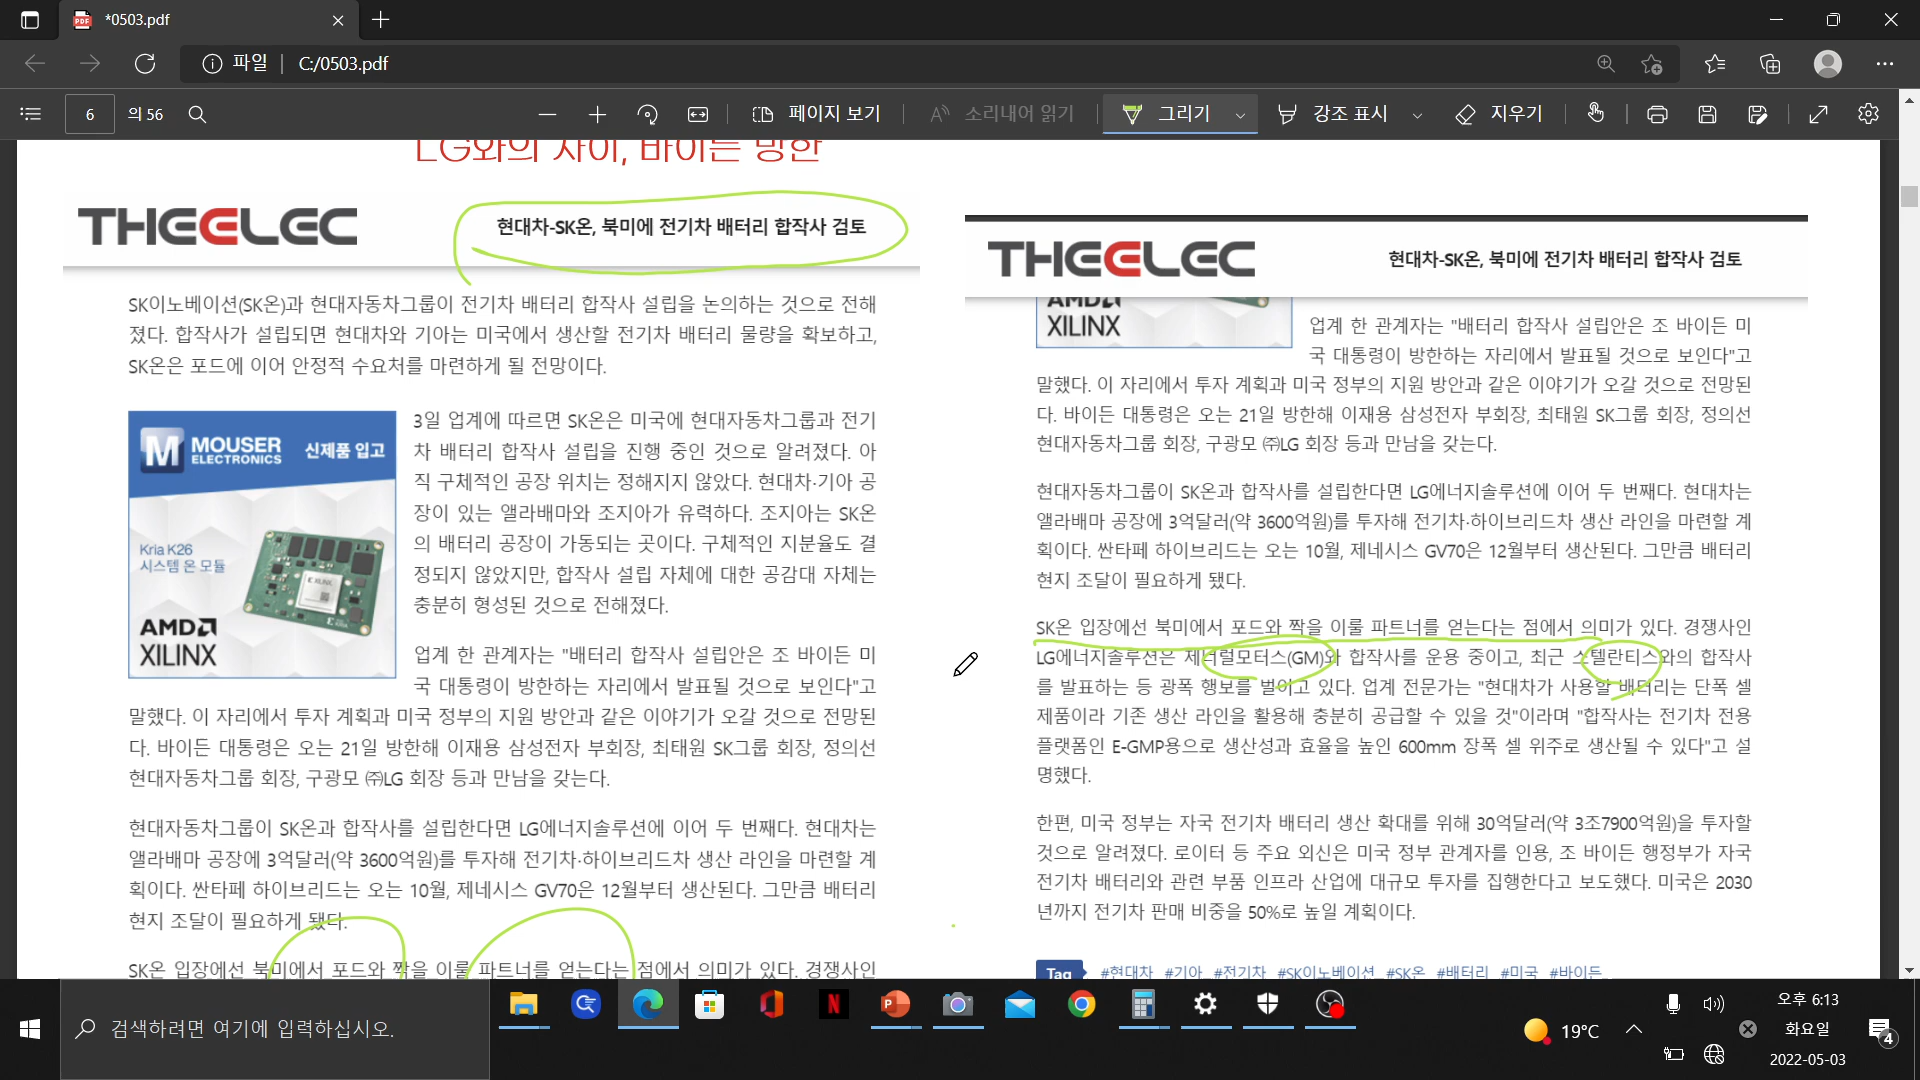 *0503.pdf
파일
C:/0503.pdf
6 의 56
페이지 보기
소리내어 읽기
그리기
강조 표시
지우기
LG와의 차이, 바이든 방한
THEELEC
현대차-SK온, 북미에 전기차 배터리 합작사 검토
SK이노베이션(SK온)과 현대자동차그룹이 전기차 배터리 합작사 설립을 논의하는 것으로 전해
졌다. 합작사가 설립되면 현대차와 기아는 미국에서 생산할 전기차 배터리 물량을 확보하고,
SK온은 포드에 이어 안정적 수요처를 마련하게 될 전망이다.
MOUSER
ELECTRONICS
신제품 입고
Kria K26
시스템 온 모듈
XILINX
AMD
XILINX
3일 업계에 따르면 SK온은 미국에 현대자동차그룹과 전기
차 배터리 합작사 설립을 진행 중인 것으로 알려졌다. 아
직 구체적인 공장 위치는 정해지지 않았다. 현대차·기아 공
장이 있는 앨라배마와 조지아가 유력하다. 조지아는 SK온
의 배터리 공장이 가동되는 곳이다. 구체적인 지분율도 결
정되지 않았지만, 합작사 설립 자체에 대한 공감대 자체는
충분히 형성된 것으로 전해졌다.
업계 한 관계자는 "배터리 합작사 설립안은 조 바이든 미
국 대통령이 방한하는 자리에서 발표될 것으로 보인다"고
말했다. 이 자리에서 투자 계획과 미국 정부의 지원 방안과 같은 이야기가 오갈 것으로 전망된
다. 바이든 대통령은 오는 21일 방한해 이재용 삼성전자 부회장, 최태원 SK그룹 회장, 정의선
현대자동차그룹 회장, 구광모 ㈜LG 회장 등과 만남을 갖는다.
현대자동차그룹이 SK온과 합작사를 설립한다면 LG에너지솔루션에 이어 두 번째다. 현대차는
앨라배마 공장에 3억달러(약 3600억원)를 투자해 전기차·하이브리드차 생산 라인을 마련할 계
획이다. 싼타페 하이브리드는 오는 10월, 제네시스 GV70은 12월부터 생산된다. 그만큼 배터리
현지 조달이 필요하게 됐다.
SK온 입장에선 북미에서 포드와 짝을 이룰 파트너를 얻는다는 점에서 의미가 있다. 경쟁사인
THEELEC
현대차-SK온, 북미에 전기차 배터리 합작사 검토
AMD
XILINX
업계 한 관계자는 "배터리 합작사 설립안은 조 바이든 미
국 대통령이 방한하는 자리에서 발표될 것으로 보인다"고
말했다. 이 자리에서 투자 계획과 미국 정부의 지원 방안과 같은 이야기가 오갈 것으로 전망된
다. 바이든 대통령은 오는 21일 방한해 이재용 삼성전자 부회장, 최태원 SK그룹 회장, 정의선
현대자동차그룹 회장, 구광모 ㈜LG 회장 등과 만남을 갖는다.
현대자동차그룹이 SK온과 합작사를 설립한다면 LG에너지솔루션에 이어 두 번째다. 현대차는
앨라배마 공장에 3억달러(약 3600억원)를 투자해 전기차·하이브리드차 생산 라인을 마련할 계
획이다. 싼타페 하이브리드는 오는 10월, 제네시스 GV70은 12월부터 생산된다. 그만큼 배터리
현지 조달이 필요하게 됐다.
SK온 입장에선 북미에서 포드와 짝을 이룰 파트너를 얻는다는 점에서 의미가 있다. 경쟁사인
LG에너지솔루션은 제너럴모터스(GM)와 합작사를 운용 중이고, 최근 스텔란티스와의 합작사
를 발표하는 등 광폭 행보를 벌이고 있다. 업계 전문가는 "현대차가 사용할 배터리는 단폭 셀
제품이라 기존 생산 라인을 활용해 충분히 공급할 수 있을 것"이라며 "합작사는 전기차 전용
플랫폼인 E-GMP용으로 생산성과 효율을 높인 600mm 장폭 셀 위주로 생산될 수 있다"고 설
명했다.
한편, 미국 정부는 자국 전기차 배터리 생산 확대를 위해 30억달러(약 3조7900억원)을 투자할
것으로 알려졌다. 로이터 등 주요 외신은 미국 정부 관계자를 인용, 조 바이든 행정부가 자국
전기차 배터리와 관련 부품 인프라 산업에 대규모 투자를 집행한다고 보도했다. 미국은 2030
년까지 전기차 판매 비중을 50%로 높일 계획이다.
Tag #현대차 #기아 #전기차 #SK이노베이션 #SK온 #배터리 #미국 #바이든
검색하려면 여기에 입력하십시오.
19°C
오후 6:13
화요일
2022-05-03
4